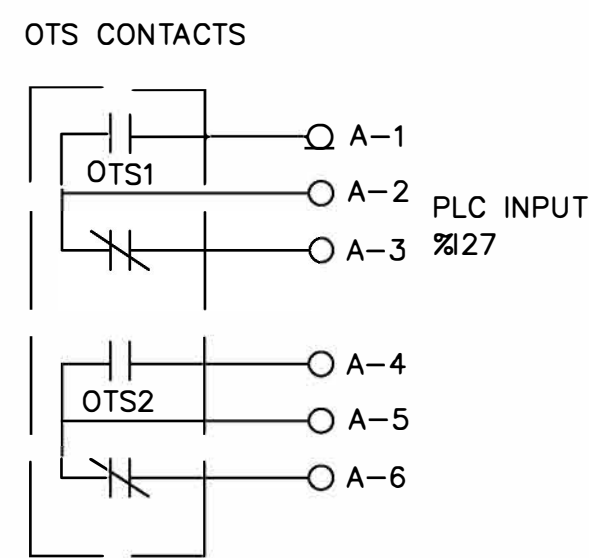 OTS CONTACTS
A-1
OTS1
A-2
PLC INPUT
A-3
%I27
A-4
OTS2
A-5
A-6